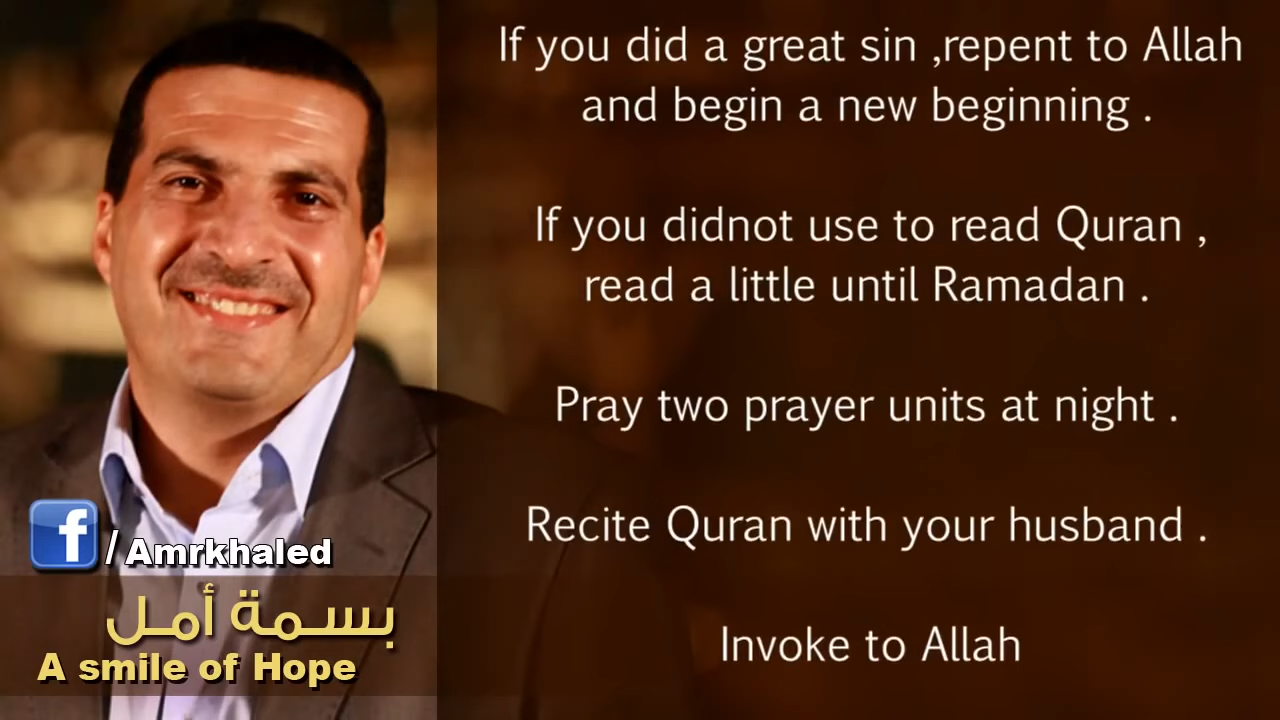 If you did a great sin ,repent to Allah
and begin a new beginning .
If you didnot use to read Quran ,
read a little until Ramadan .
Pray two prayer units at night .
Recite Quran with your husband .
Invoke to Allah
f/Amrkhaled
بسمة أمل
A smile of Hope